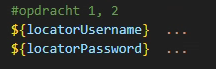 #opdracht 1, 2
${locatorUsername}  ...
${locatorPassword}  ...